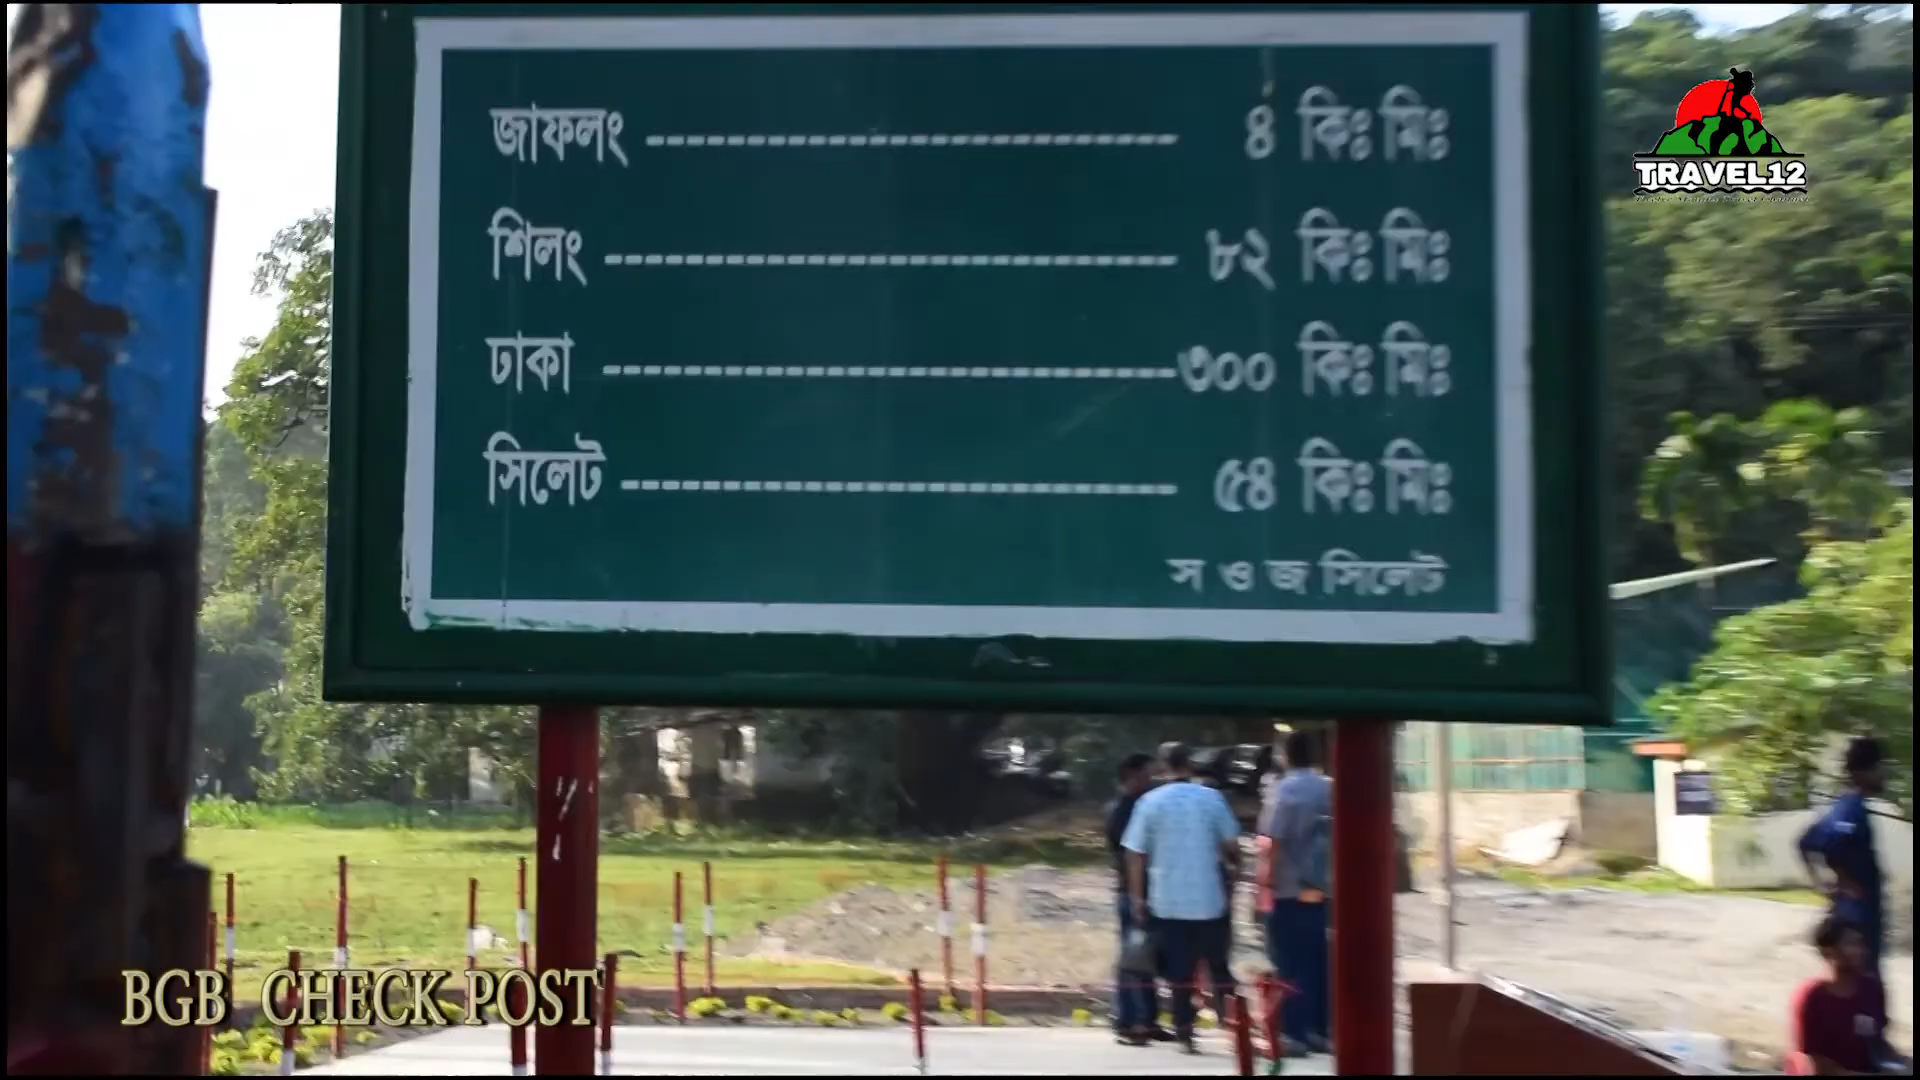 জাফলং ------------------------------ ৪ কিঃ মিঃ
শিলং -------------------------------- ৮২ কিঃ মিঃ
ঢাকা --------------------------------৩০০ কিঃ মিঃ
সিলেট ------------------------------- ৫৪ কিঃ মিঃ
স ও জ সিলেট
TRAVEL12
BGB CHECK POST